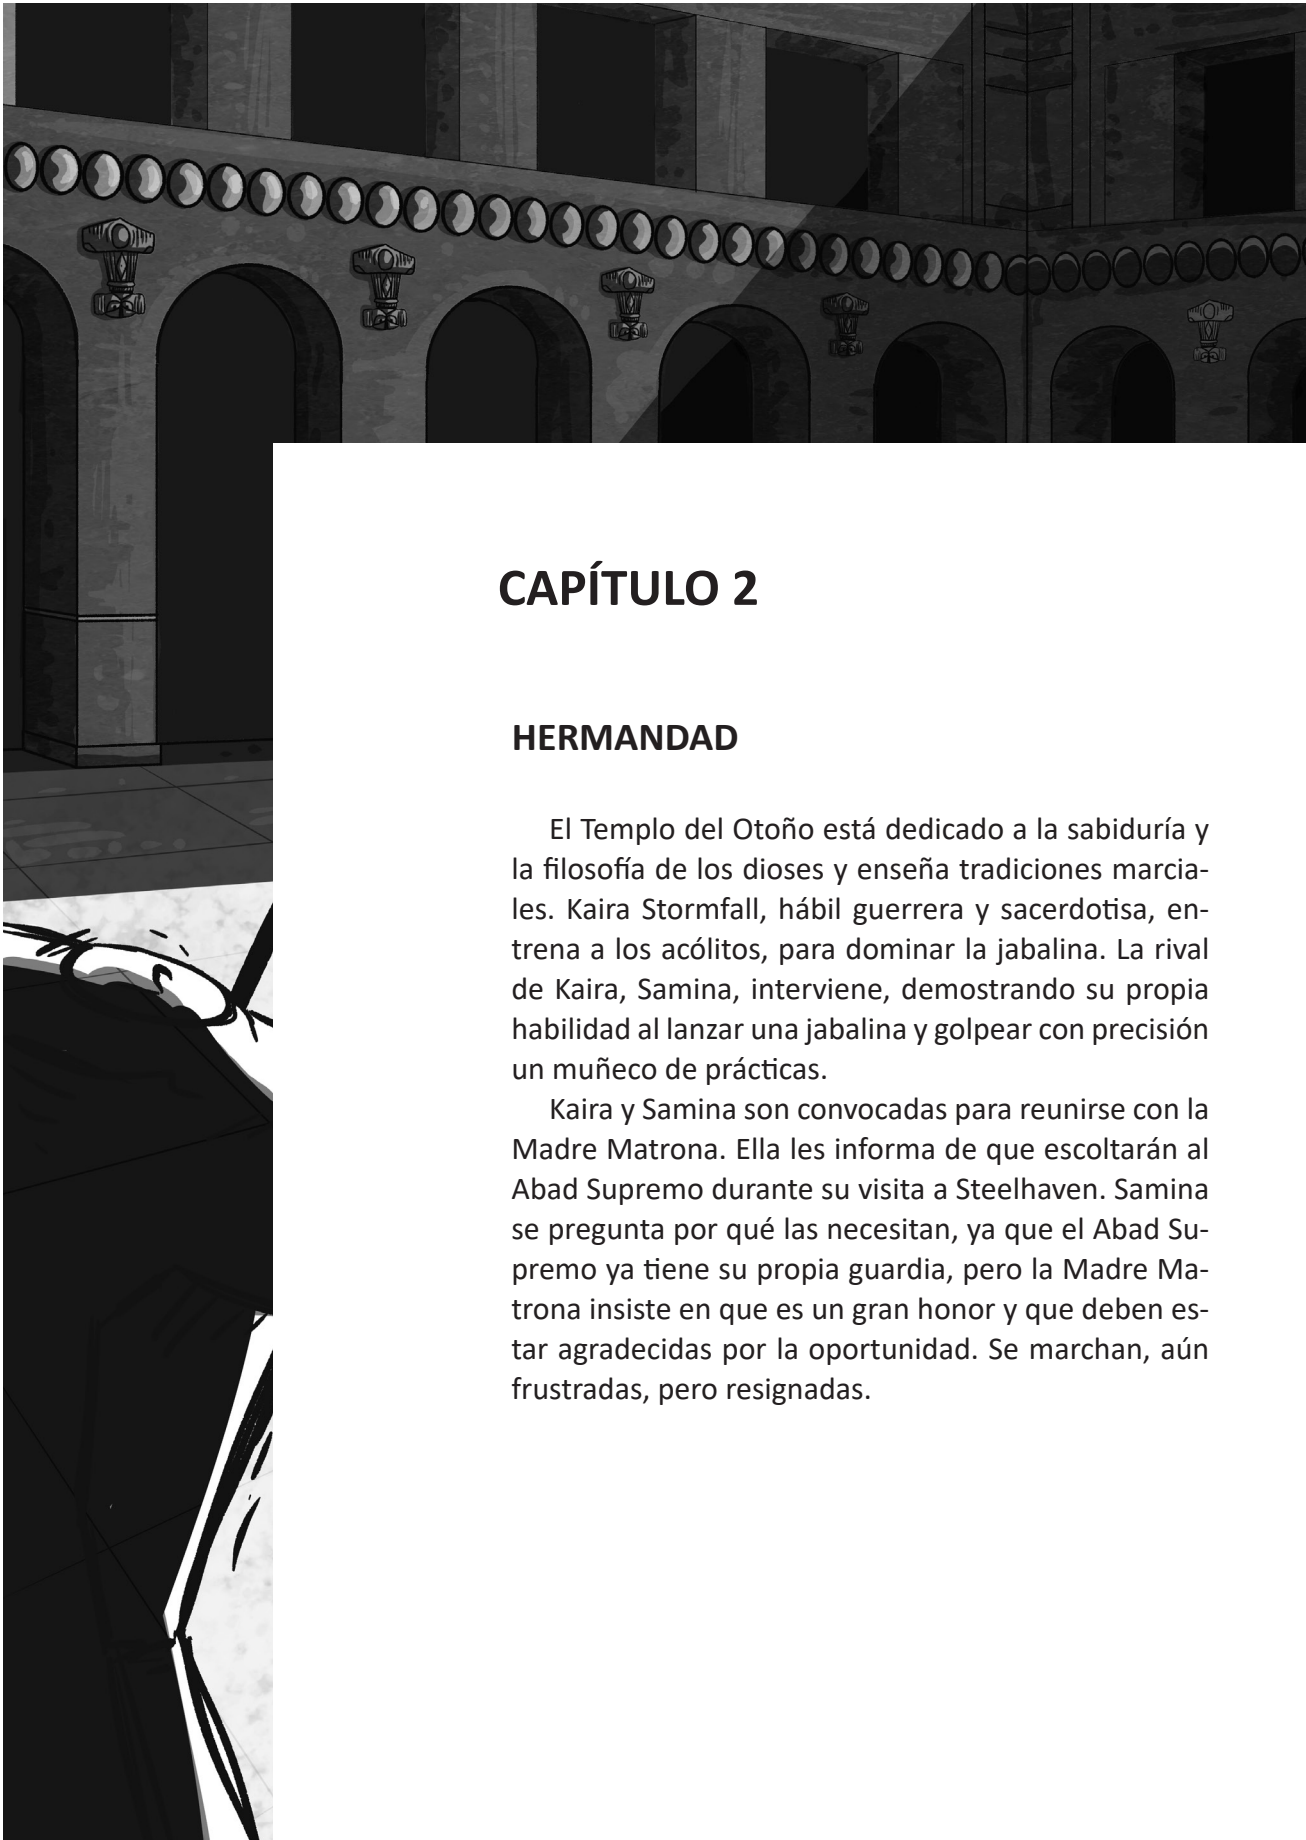 CAPÍTULO 2
HERMANDAD
El Templo del Otoño está dedicado a la sabiduría y
la filosofía de los dioses y enseña tradiciones marcia-
les. Kaira Stormfall, hábil guerrera y sacerdotisa, en-
trena a los acólitos, para dominar la jabalina. La rival
de Kaira, Samina, interviene, demostrando su propia
habilidad al lanzar una jabalina y golpear con precisión
un muñeco de prácticas.
Kaira y Samina son convocadas para reunirse con la
Madre Matrona. Ella les informa de que escoltarán al
Abad Supremo durante su visita a Steelhaven. Samina
se pregunta por qué las necesitan, ya que el Abad Su-
premo ya tiene su propia guardia, pero la Madre Ma-
trona insiste en que es un gran honor y que deben es-
tar agradecidas por la oportunidad. Se marchan, aún
frustradas, pero resignadas.